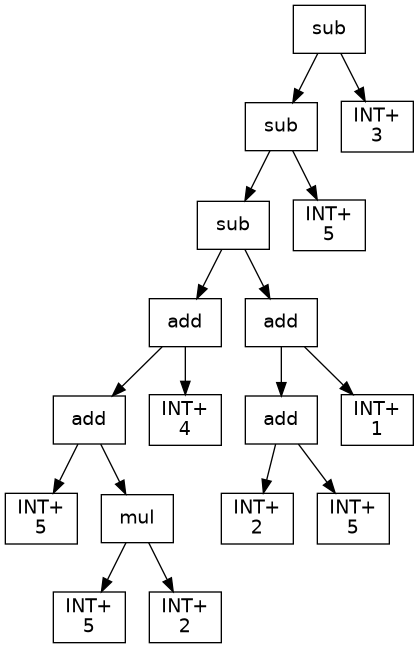 sub
sub
INT+
3
sub
INT+
5
add
add
add
INT+
4
add
INT+
1
INT+
5
mul
INT+
2
INT+
5
INT+
5
INT+
2